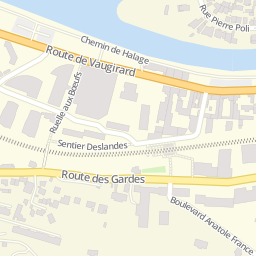 Rue Pierre Poli
Chemin de Halage
Route de Vaugirard
Ruelle aux Bœufs
Sentier Deslandes
Route des Gardes
Boulevard Anatole France